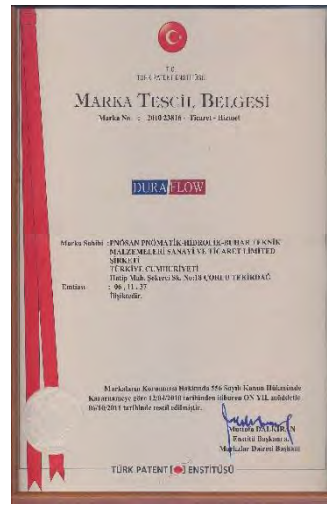 T.C.
TÜRK PATENT ENSTİTÜSÜ
MARKA TESCİL BELGESİ
Marka No. : 2010 23816 - Ticaret - Hizmet
DURA FLOW
Marka Sahibi : PNÖSAN PNÖMATİK-HİDROLİK-BUHAR TEKNİK
MALZEMELERİ SANAYİ VE TİCARET LİMİTED
ŞİRKETİ
TÜRKİYE CUMHURİYETİ
Hatip Mah. Şekerci Sk. No:18 ÇORLU TEKİRDAĞ
Emtiası : 06 , 11 , 37
İlişiktedir.
Markaların Korunması Hakkında 556 Sayılı Kanun Hükmünde
Kararnameye göre 12/04/2010 tarihinden itibaren ON YIL müddetle
06/10/2011 tarihinde tescil edilmiştir.
Mustafa DALKIRAN
Enstitü Başkanı a.
Markalar Dairesi Başkanı
TÜRK PATENT ENSTİTÜSÜ